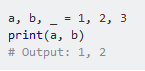 a, b, _ = 1, 2, 3
print(a, b)
# Output: 1, 2